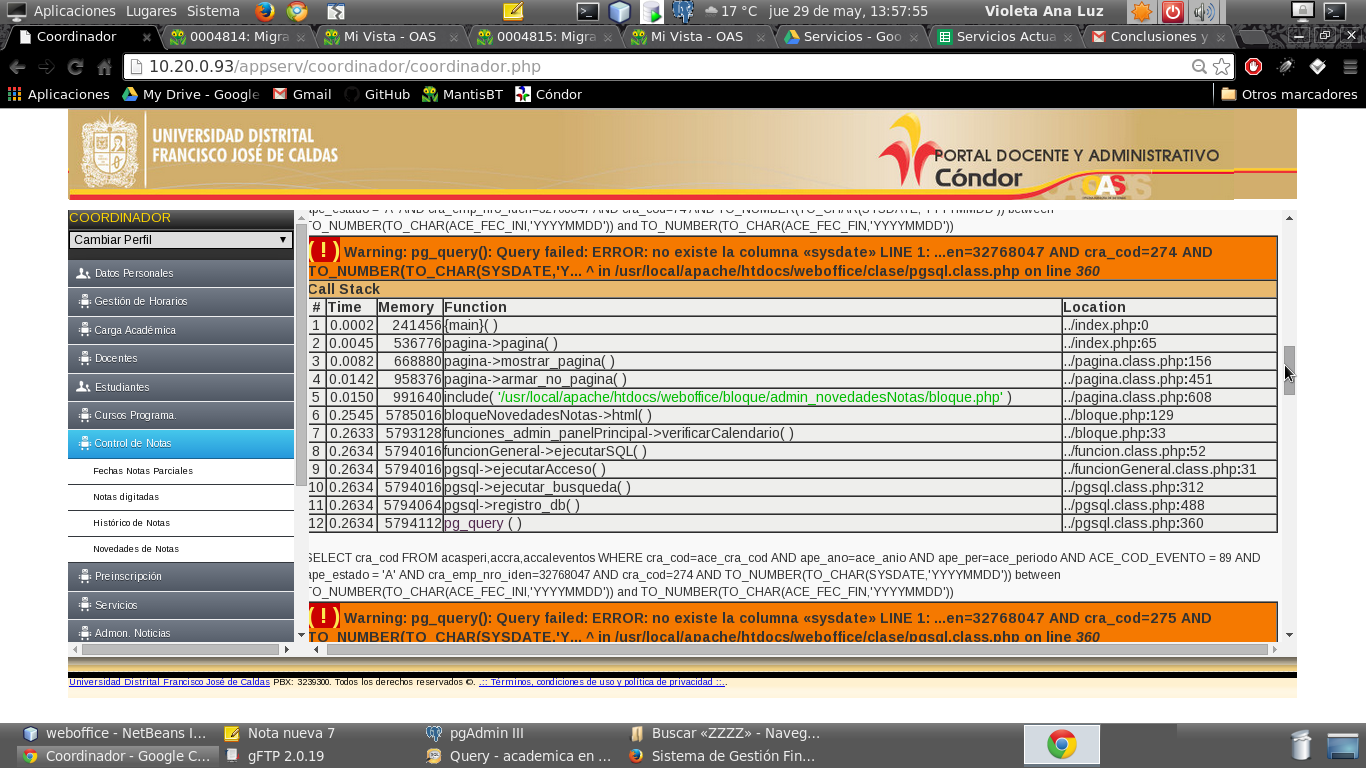 Aplicaciones Lugares Sistema 17 °C jue 29 de may, 13:57:55 Violeta Ana Luz
Coordinador 0004814: Migra Mi Vista - OAS 0004815: Migra Mi Vista - OAS Servicios - Goo Servicios Actua Conclusiones y
10.20.0.93/appserv/coordinador/coordinador.php
Aplicaciones My Drive - Google Gmail GitHub MantisBT Cóndor Otros marcadores
UNIVERSIDAD DISTRITAL
FRANCISCO JOSÉ DE CALDAS
PORTAL DOCENTE Y ADMINISTRATIVO
Cóndor
OAS
COORDINADOR
Cambiar Perfil
Datos Personales
Gestión de Horarios
Carga Académica
Docentes
Estudiantes
Cursos Programa.
Control de Notas
Fechas Notas Parciales
Notas digitadas
Histórico de Notas
Novedades de Notas
Preinscripción
Servicios
Admon. Noticias
ape_estado = 'A' AND cra_emp_nro_iden=32768047 AND cra_cod=74 AND TO_NUMBER(TO_CHAR(SYSDATE,'YYYYMMDD')) between
TO_NUMBER(TO_CHAR(ACE_FEC_INI,'YYYYMMDD')) and TO_NUMBER(TO_CHAR(ACE_FEC_FIN,'YYYYMMDD'))
( ! ) Warning: pg_query(): Query failed: ERROR: no existe la columna «sysdate» LINE 1: ...en=32768047 AND cra_cod=274 AND
TO_NUMBER(TO_CHAR(SYSDATE,'Y... ^ in /usr/local/apache/htdocs/weboffice/clase/pgsql.class.php on line 360
Call Stack
# Time Memory Function Location
1 0.0002 241456 {main}( ) ../index.php:0
2 0.0045 536776 pagina->pagina( ) ../index.php:65
3 0.0082 668880 pagina->mostrar_pagina( ) ../pagina.class.php:156
4 0.0142 958376 pagina->armar_no_pagina( ) ../pagina.class.php:451
5 0.0150 991640 include( '/usr/local/apache/htdocs/weboffice/bloque/admin_novedadesNotas/bloque.php' ) ../pagina.class.php:608
6 0.2545 5785016 bloqueNovedadesNotas->html( ) ../bloque.php:129
7 0.2633 5793128 funciones_admin_panelPrincipal->verificarCalendario( ) ../bloque.php:33
8 0.2634 5794016 funcionGeneral->ejecutarSQL( ) ../funcion.class.php:52
9 0.2634 5794016 pgsql->ejecutarAcceso( ) ../funcionGeneral.class.php:31
10 0.2634 5794016 pgsql->ejecutar_busqueda( ) ../pgsql.class.php:312
11 0.2634 5794064 pgsql->registro_db( ) ../pgsql.class.php:488
12 0.2634 5794112 pg_query ( ) ../pgsql.class.php:360
SELECT cra_cod FROM acasperi,accra,accaleventos WHERE cra_cod=ace_cra_cod AND ape_ano=ace_anio AND ape_per=ace_periodo AND ACE_COD_EVENTO = 89 AND
ape_estado = 'A' AND cra_emp_nro_iden=32768047 AND cra_cod=274 AND TO_NUMBER(TO_CHAR(SYSDATE,'YYYYMMDD')) between
TO_NUMBER(TO_CHAR(ACE_FEC_INI,'YYYYMMDD')) and TO_NUMBER(TO_CHAR(ACE_FEC_FIN,'YYYYMMDD'))
( ! ) Warning: pg_query(): Query failed: ERROR: no existe la columna «sysdate» LINE 1: ...en=32768047 AND cra_cod=275 AND
TO_NUMBER(TO_CHAR(SYSDATE,'Y... ^ in /usr/local/apache/htdocs/weboffice/clase/pgsql.class.php on line 360
Universidad Distrital Francisco José de Caldas PBX: 3239300. Todos los derechos reservados ©. .:: Términos, condiciones de uso y política de privacidad ::..
weboffice - NetBeans I... Nota nueva 7 pgAdmin III Buscar «ZZZZ» - Naveg...
Coordinador - Google C... gFTP 2.0.19 Query - academica en ... Sistema de Gestión Fin...